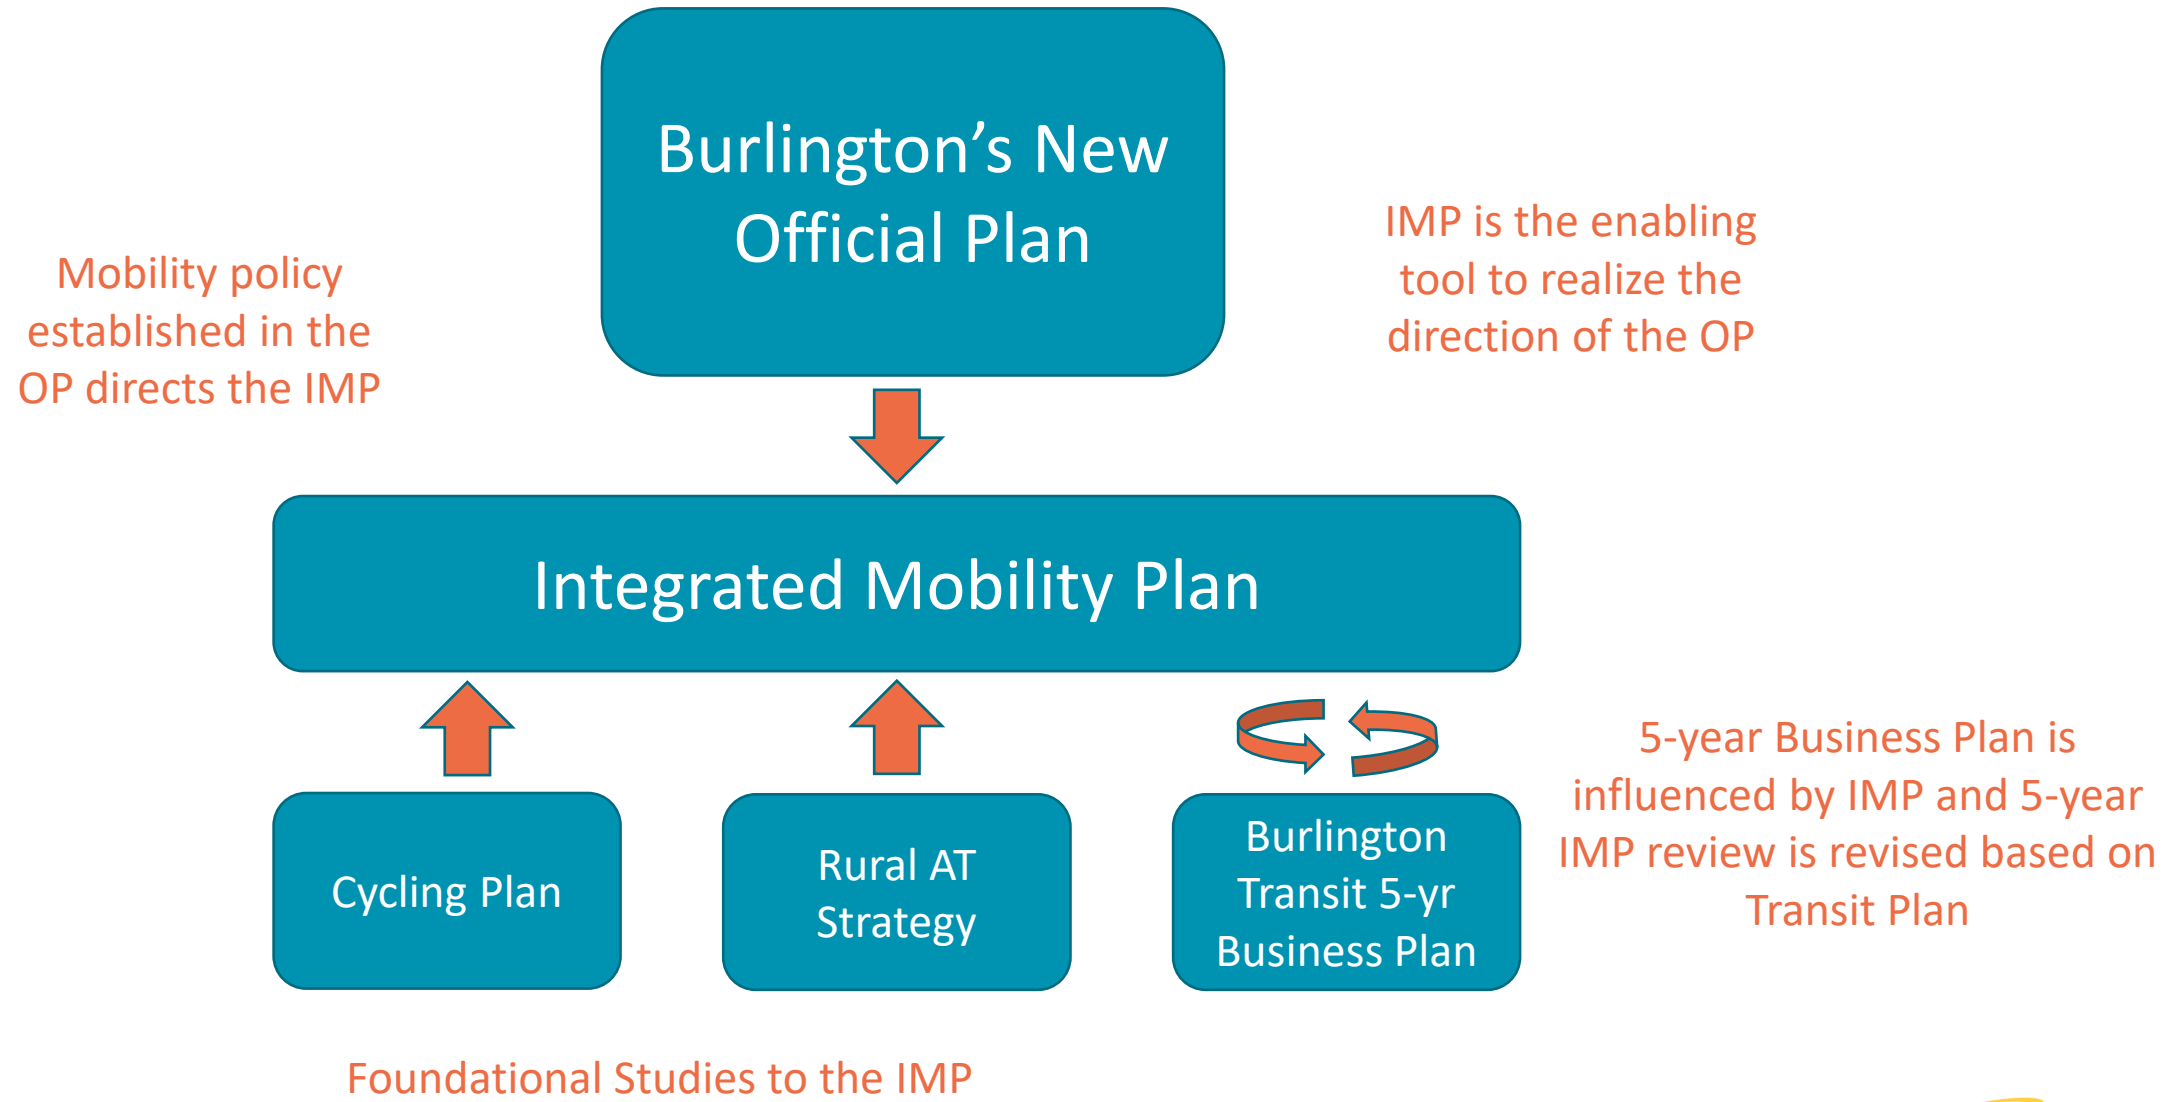 Burlington’s New
Official Plan
Mobility policy
established in the
OP directs the IMP
IMP is the enabling
tool to realize the
direction of the OP
Integrated Mobility Plan
Cycling Plan
Rural AT
Strategy
Burlington
Transit 5-yr
Business Plan
5-year Business Plan is
influenced by IMP and 5-year
IMP review is revised based on
Transit Plan
Foundational Studies to the IMP